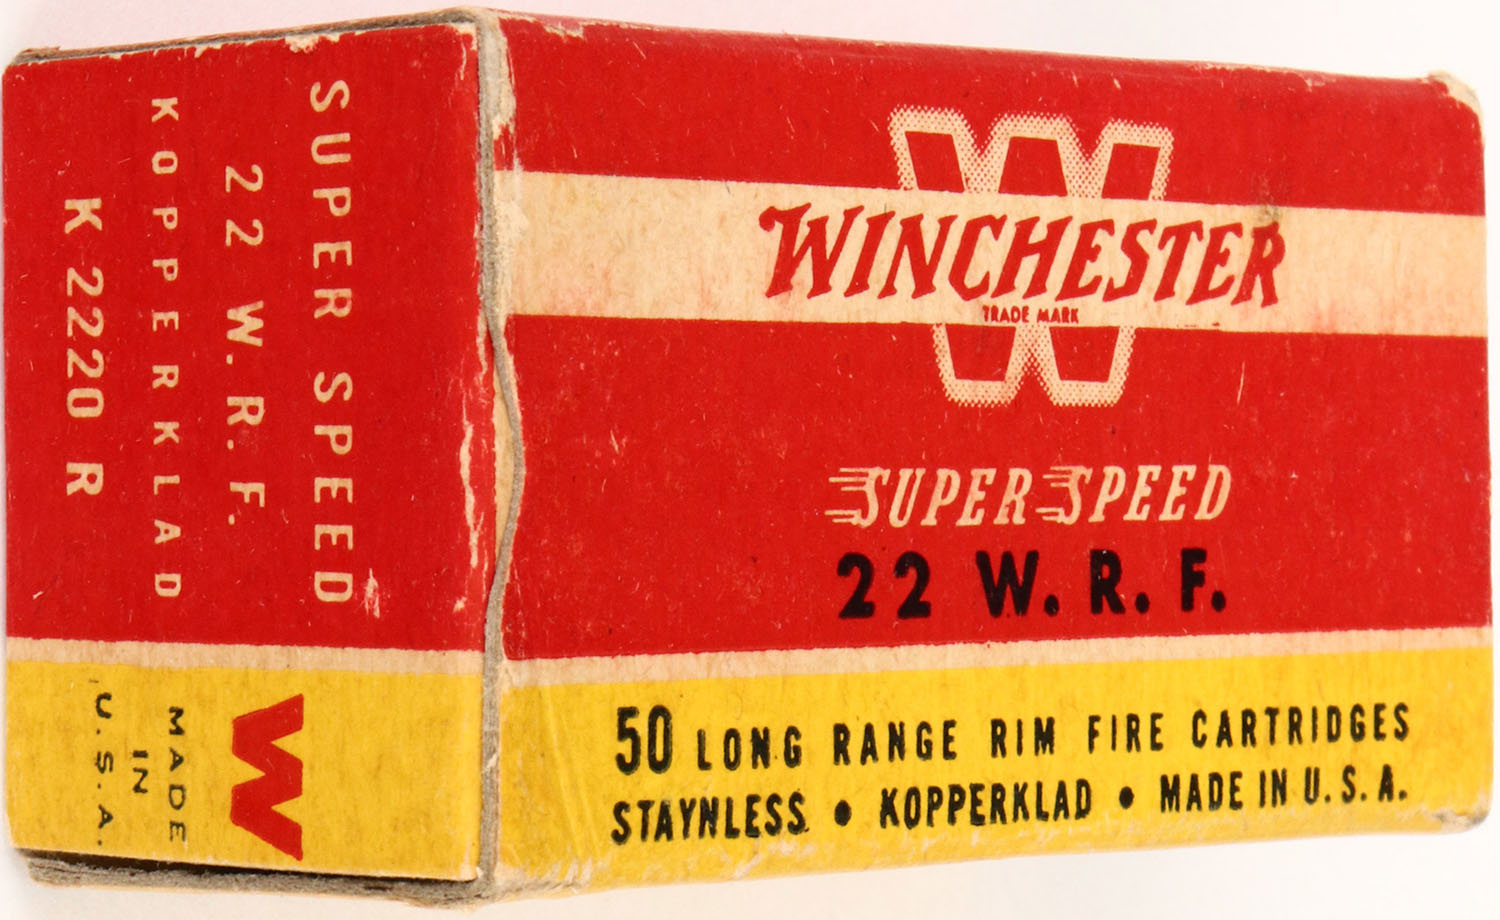 W
WINCHESTER
TRADE MARK
SUPER SPEED
22 W. R. F.
50 LONG RANGE RIM FIRE CARTRIDGES
STAYNLESS • KOPPERKLAD • MADE IN U. S. A.
SUPER SPEED
22 W. R. F.
KOPPERKLAD
K 2220 R
W
MADE
IN
U. S. A.